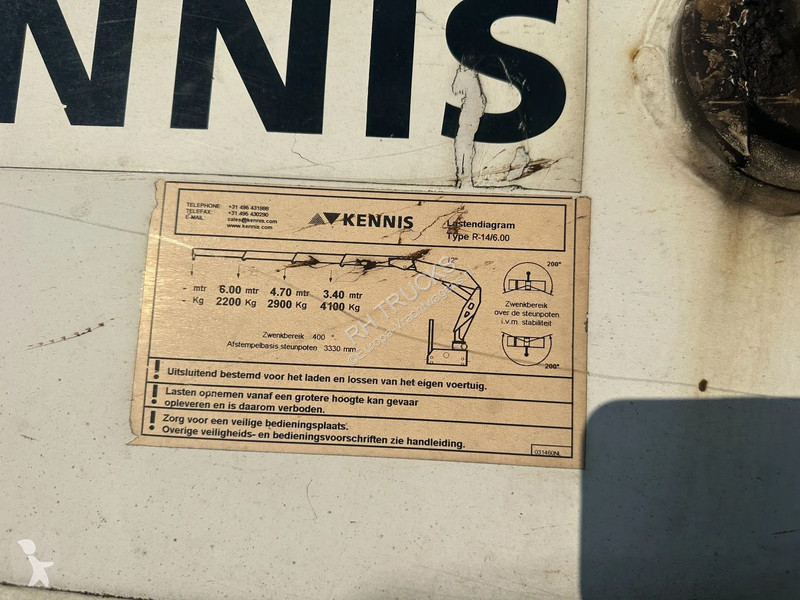 NNIS
TELEPHONE: +31 495 431888
TELEFAX: +31 495 430290
E-MAIL: sales@kennis.com
www.kennis.com
KENNIS
Lastendiagram
Type R-14/6.00
12°
200°
- mtr 6.00 mtr 4.70 mtr 3.40 mtr
- Kg 2200 Kg 2900 Kg 4100 Kg
Zwenkbereik
over de steunpoten
i.v.m. stabiliteit
Zwenkbereik 400 °
Afstempelbasis steunpoten 3330 mm
200°
! Uitsluitend bestemd voor het laden en lossen van het eigen voertuig.
! Lasten opnemen vanaf een grotere hoogte kan gevaar
opleveren en is daarom verboden.
! Zorg voor een veilige bedieningsplaats.
Overige veiligheids- en bedieningsvoorschriften zie handleiding.
031460NL
RH TRUCKS